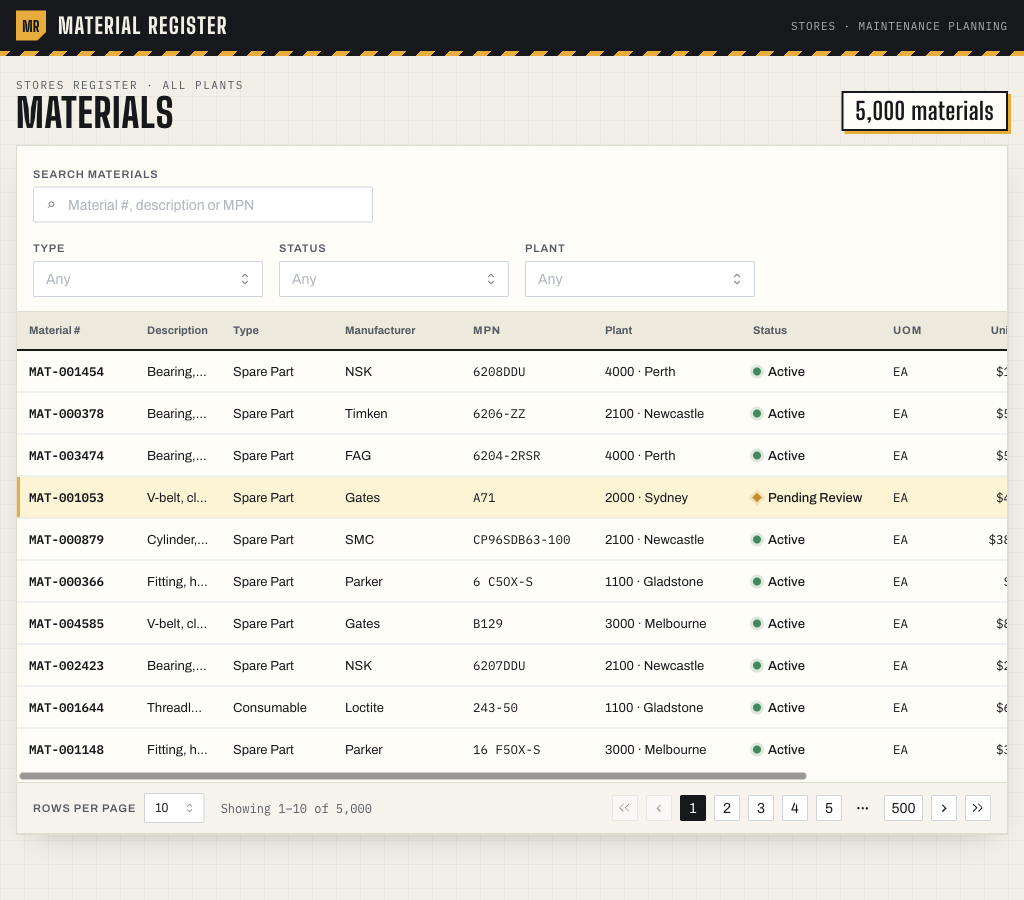 MR MATERIAL REGISTER STORES · MAINTENANCE PLANNING
STORES REGISTER · ALL PLANTS
MATERIALS 5,000 materials
SEARCH MATERIALS
Material #, description or MPN
TYPE STATUS PLANT
Any Any Any
Material # Description Type Manufacturer MPN Plant Status UOM
MAT-001454 Bearing,... Spare Part NSK 6208DDU 4000 · Perth Active EA
MAT-000378 Bearing,... Spare Part Timken 6206-ZZ 2100 · Newcastle Active EA
MAT-003474 Bearing,... Spare Part FAG 6204-2RSR 4000 · Perth Active EA
MAT-001053 V-belt, cl... Spare Part Gates A71 2000 · Sydney Pending Review EA
MAT-000879 Cylinder,... Spare Part SMC CP96SDB63-100 2100 · Newcastle Active EA
MAT-000366 Fitting, h... Spare Part Parker 6 C5OX-S 1100 · Gladstone Active EA
MAT-004585 V-belt, cl... Spare Part Gates B129 3000 · Melbourne Active EA
MAT-002423 Bearing,... Spare Part NSK 6207DDU 2100 · Newcastle Active EA
MAT-001644 Threadl... Consumable Loctite 243-50 1100 · Gladstone Active EA
MAT-001148 Fitting, h... Spare Part Parker 16 F5OX-S 3000 · Melbourne Active EA
ROWS PER PAGE 10 Showing 1–10 of 5,000 1 2 3 4 5 ··· 500